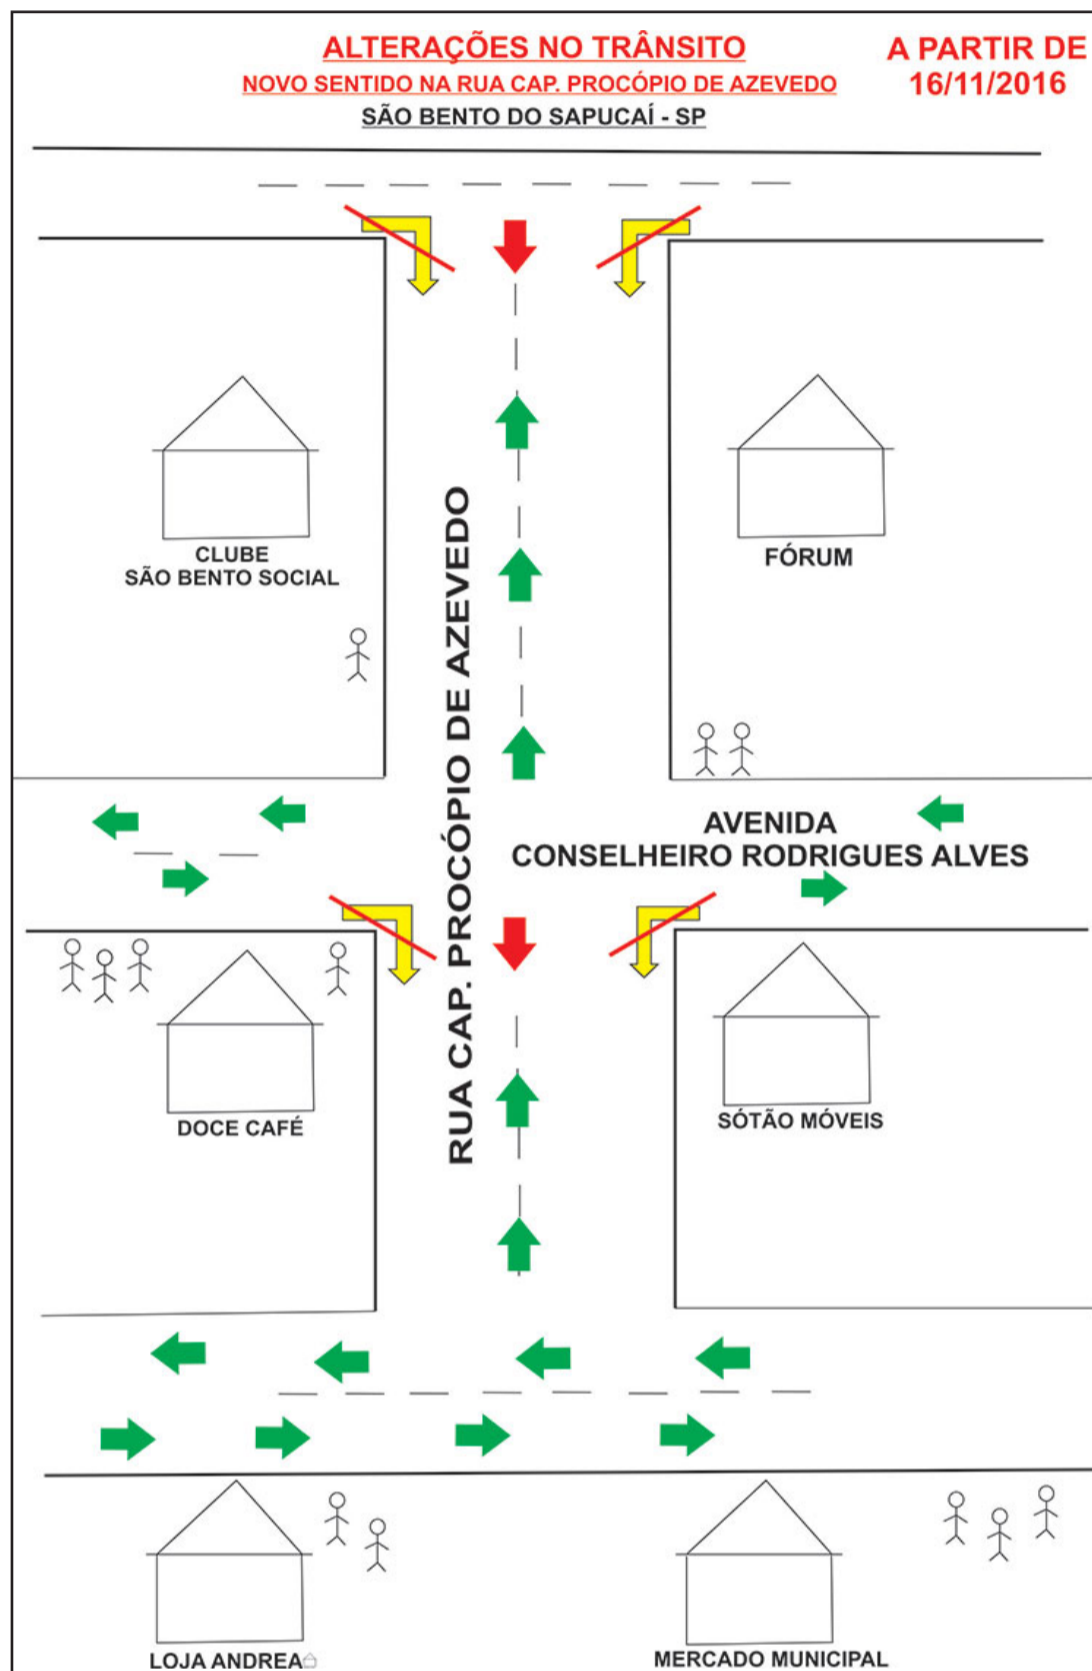 ALTERAÇÕES NO TRÂNSITO
NOVO SENTIDO NA RUA CAP. PROCÓPIO DE AZEVEDO
SÃO BENTO DO SAPUCAÍ - SP
A PARTIR DE
16/11/2016
CLUBE
SÃO BENTO SOCIAL
FÓRUM
RUA CAP. PROCÓPIO DE AZEVEDO
AVENIDA
CONSELHEIRO RODRIGUES ALVES
DOCE CAFÉ
SÓTÃO MÓVEIS
LOJA ANDREA
MERCADO MUNICIPAL